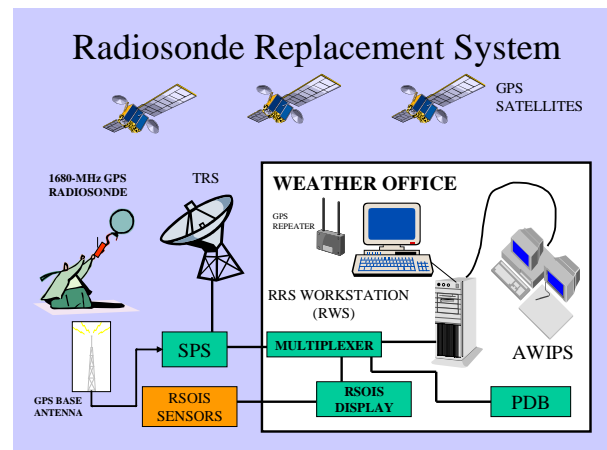 Radiosonde Replacement System
GPS
SATELLITES
1680-MHz GPS
RADIOSONDE
TRS
WEATHER OFFICE
GPS
REPEATER
RRS WORKSTATION
(RWS)
AWIPS
SPS
MULTIPLEXER
GPS BASE
ANTENNA
RSOIS
SENSORS
RSOIS
DISPLAY
PDB